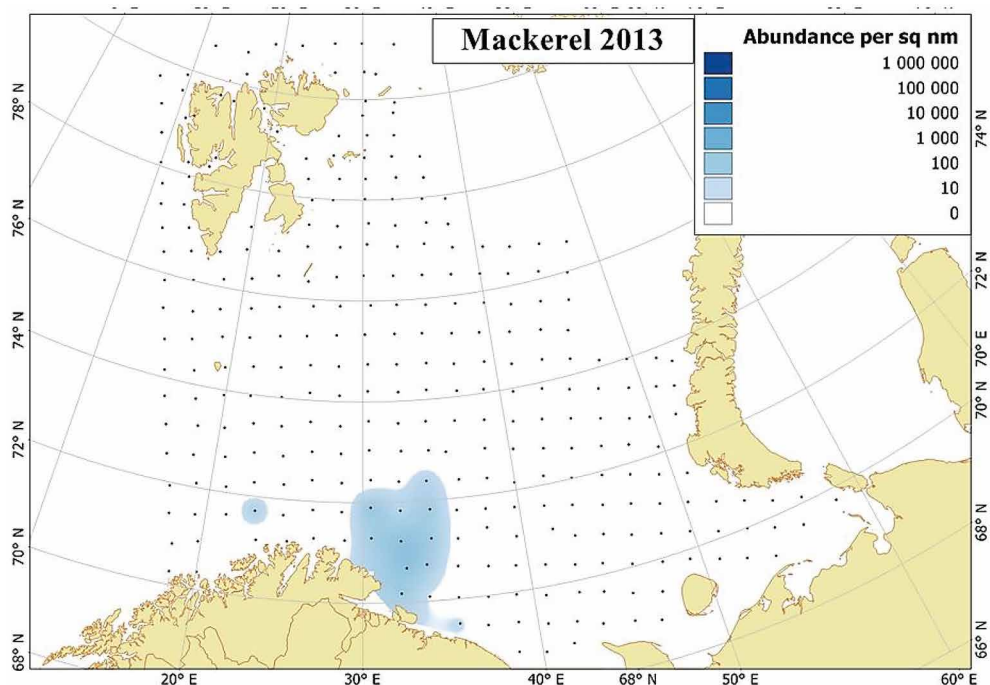 Mackerel 2013
Abundance per sq nm
1 000 000
100 000
10 000
1 000
100
10
0
78° N
76° N
74° N
72° N
70° N
68° N
74° N
72° N
70° E
70° N
68° N
66° N
20° E
30° E
40° E
68° N
50° E
60° E